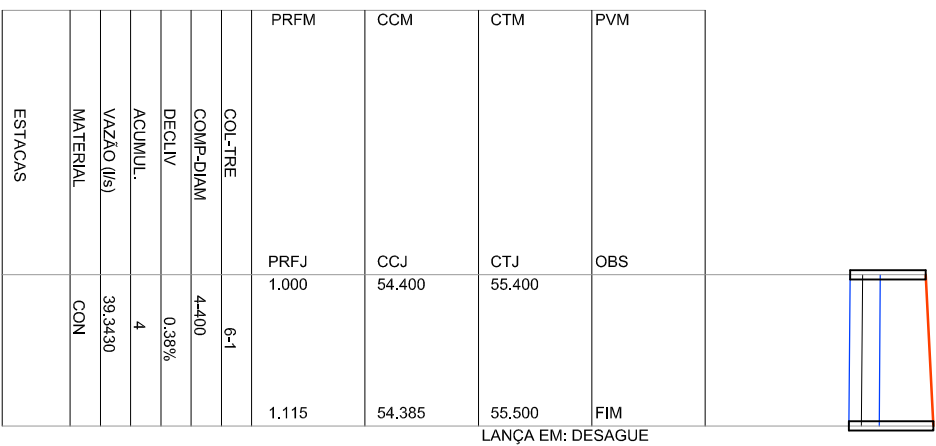 PRFM CCM CTM PVM
ESTACAS
MATERIAL
VAZÃO (l/s)
ACUMUL.
DECLIV
COMP-DIAM
COL-TRE
PRFJ CCJ CTJ OBS
1.000 54.400 55.400
CON
39.3430
4
0.38%
4-400
6-1
1.115 54.385 55.500 FIM
LANÇA EM: DESAGUE